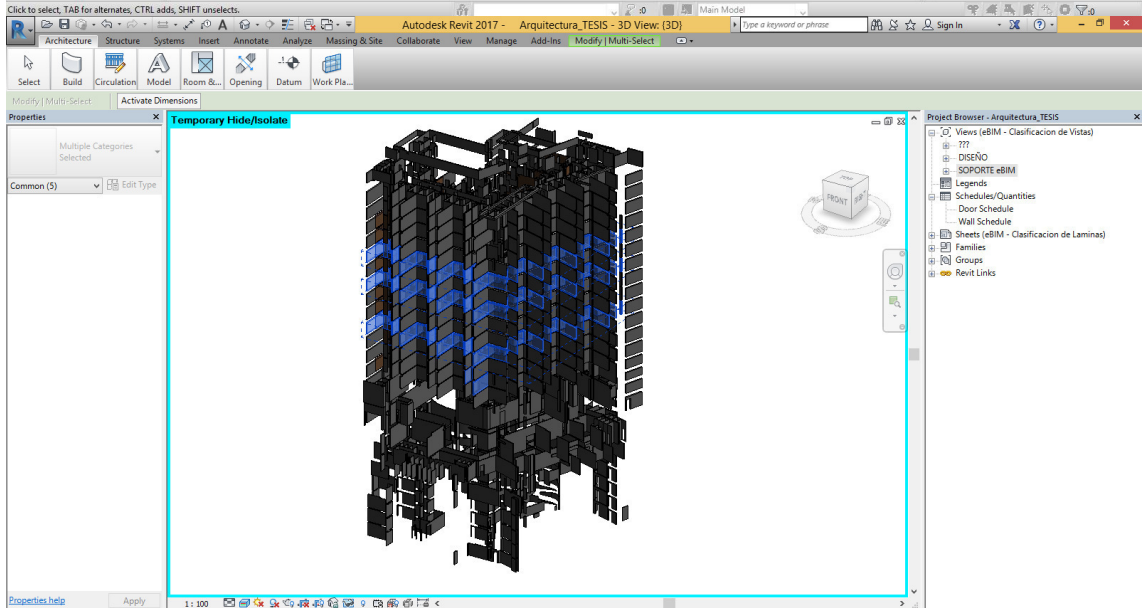 Click to select, TAB for alternates, CTRL adds, SHIFT unselects.
:0
Main Model
:0
Autodesk Revit 2017 - Arquitectura_TESIS - 3D View: {3D}
Type a keyword or phrase
Sign In
Architecture Structure Systems Insert Annotate Analyze Massing & Site Collaborate View Manage Add-Ins Modify | Multi-Select
Select Build Circulation Model Room &... Opening Datum Work Pla...
Modify | Multi-Select Activate Dimensions
Properties
Multiple Categories
Selected
Common (5) Edit Type
Properties help Apply
Temporary Hide/Isolate
TOP
FRONT
1 : 100
Project Browser - Arquitectura_TESIS
Views (eBIM - Clasificacion de Vistas)
???
DISEÑO
SOPORTE eBIM
Legends
Schedules/Quantities
Door Schedule
Wall Schedule
Sheets (eBIM - Clasificacion de Laminas)
Families
Groups
Revit Links